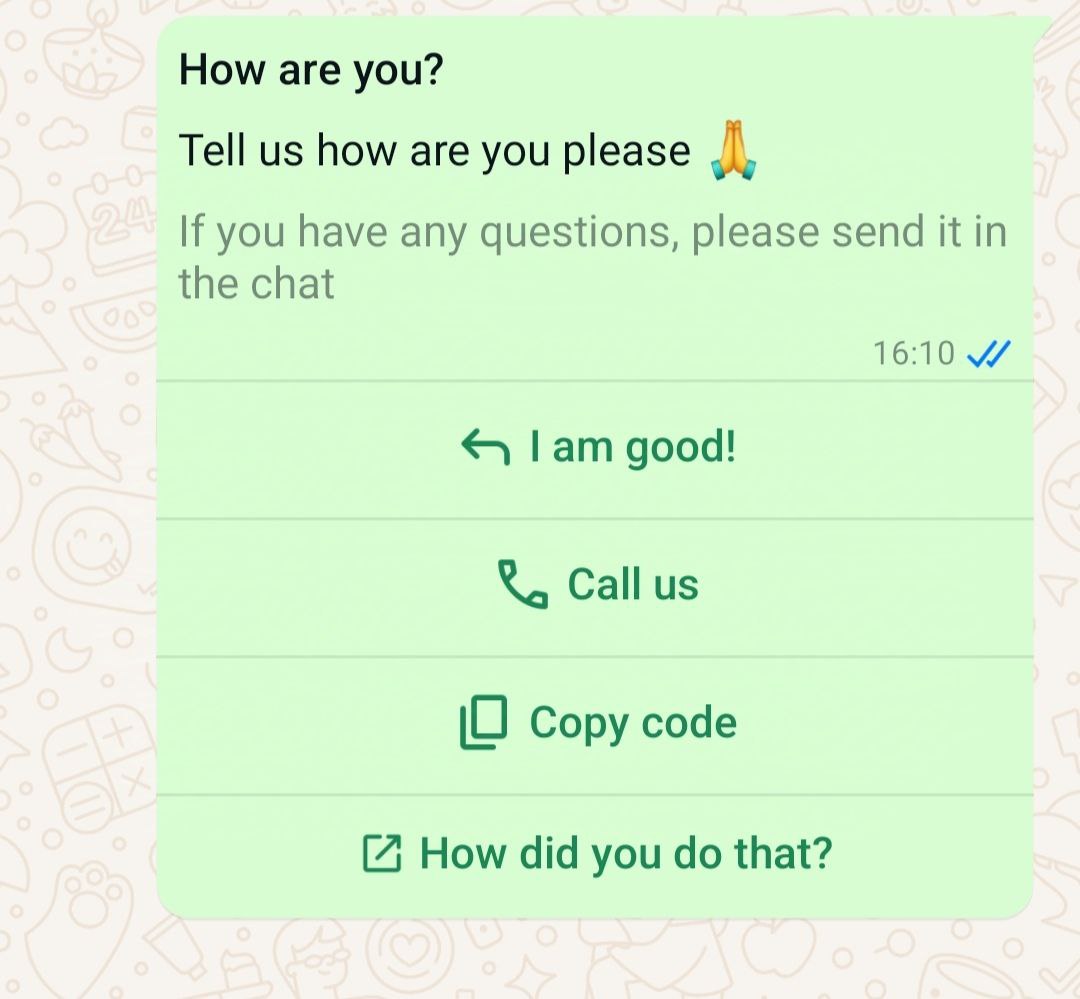 How are you?
Tell us how are you please 🙏
If you have any questions, please send it in
the chat
16:10
I am good!
Call us
Copy code
How did you do that?
24